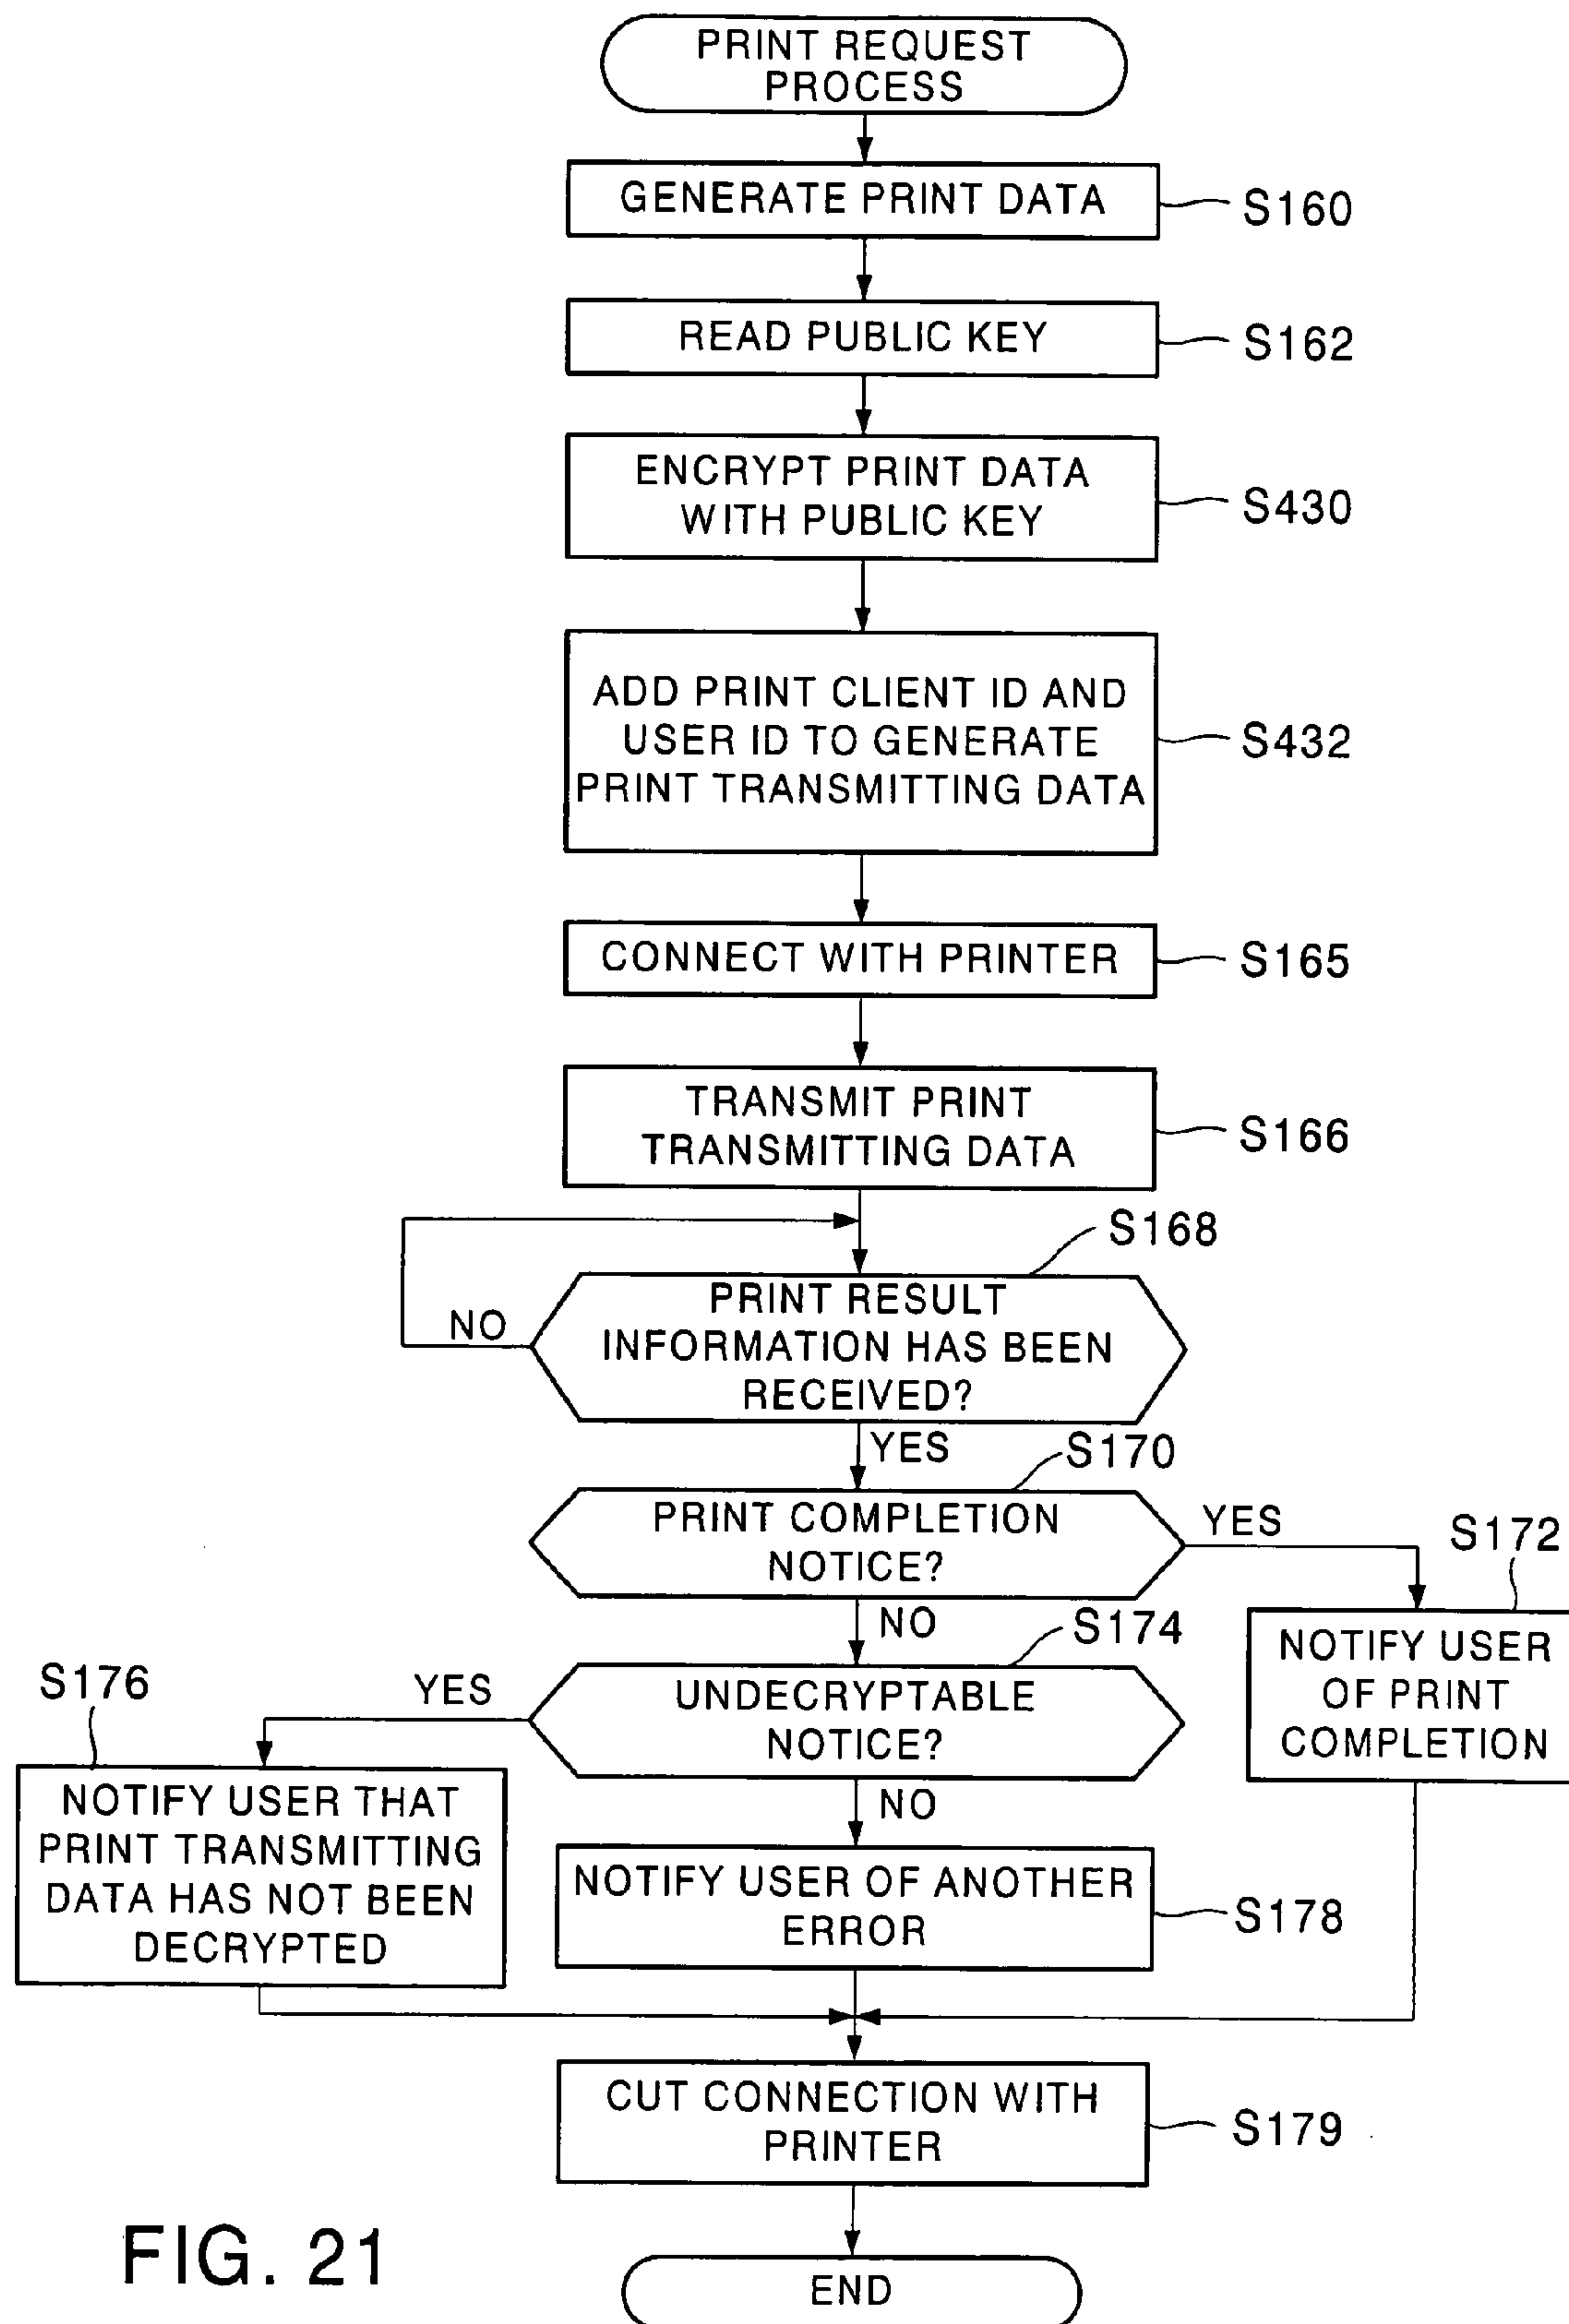 PRINT REQUEST
PROCESS
GENERATE PRINT DATA
S160
READ PUBLIC KEY
S162
ENCRYPT PRINT DATA
WITH PUBLIC KEY
S430
ADD PRINT CLIENT ID AND
USER ID TO GENERATE
PRINT TRANSMITTING DATA
S432
CONNECT WITH PRINTER
S165
TRANSMIT PRINT
TRANSMITTING DATA
S166
S168
PRINT RESULT
INFORMATION HAS BEEN
RECEIVED?
NO
YES
S170
PRINT COMPLETION
NOTICE?
YES
S172
NOTIFY USER
OF PRINT
COMPLETION
NO
S174
UNDECRYPTABLE
NOTICE?
YES
S176
NOTIFY USER THAT
PRINT TRANSMITTING
DATA HAS NOT BEEN
DECRYPTED
NO
NOTIFY USER OF ANOTHER
ERROR
S178
CUT CONNECTION WITH
PRINTER
S179
END
FIG. 21